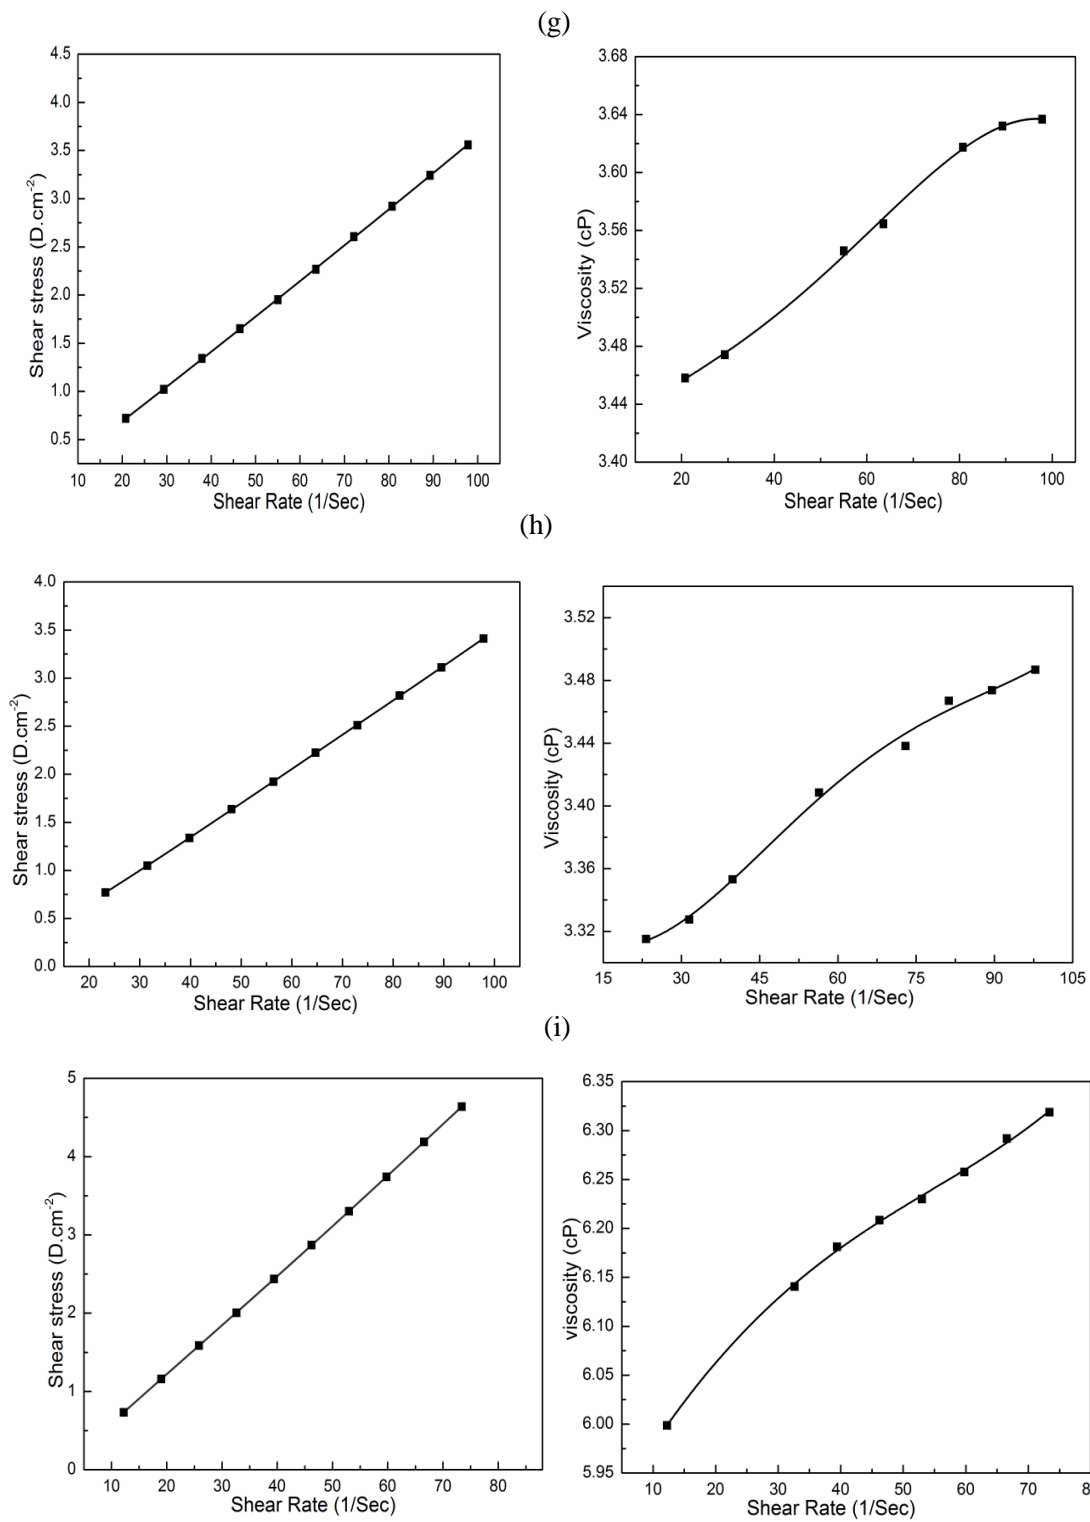 (g)
4.5
4.0
3.5
3.0
2.5
2.0
1.5
1.0
0.5
Shear stress (D.cm-2)
10 20 30 40 50 60 70 80 90 100
Shear Rate (1/Sec)
3.68
3.64
3.60
3.56
3.52
3.48
3.44
3.40
Viscosity (cP)
20 40 60 80 100
Shear Rate (1/Sec)
(h)
4.0
3.5
3.0
2.5
2.0
1.5
1.0
0.5
0.0
Shear stress (D.cm-2)
20 30 40 50 60 70 80 90 100
Shear Rate (1/Sec)
3.52
3.48
3.44
3.40
3.36
3.32
Viscosity (cP)
15 30 45 60 75 90 105
Shear Rate (1/Sec)
(i)
5
4
3
2
1
0
Shear stress (D.cm-2)
10 20 30 40 50 60 70 80
Shear Rate (1/Sec)
6.35
6.30
6.25
6.20
6.15
6.10
6.05
6.00
5.95
viscosity (cP)
10 20 30 40 50 60 70 8
Shear Rate (1/Sec)